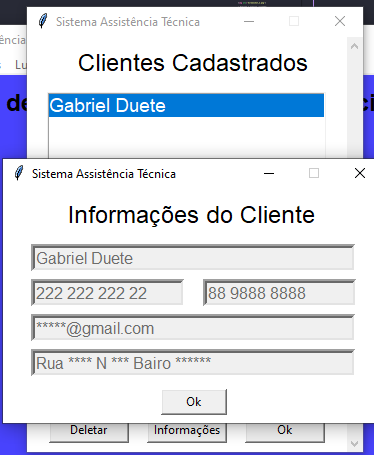 Sistema Assistência Técnica
ência
Lu
de
ci
Clientes Cadastrados
Gabriel Duete
Sistema Assistência Técnica
Informações do Cliente
Gabriel Duete
222 222 222 22
88 9888 8888
*****@gmail.com
Rua **** N *** Bairo ******
Ok
Deletar
Informações
Ok